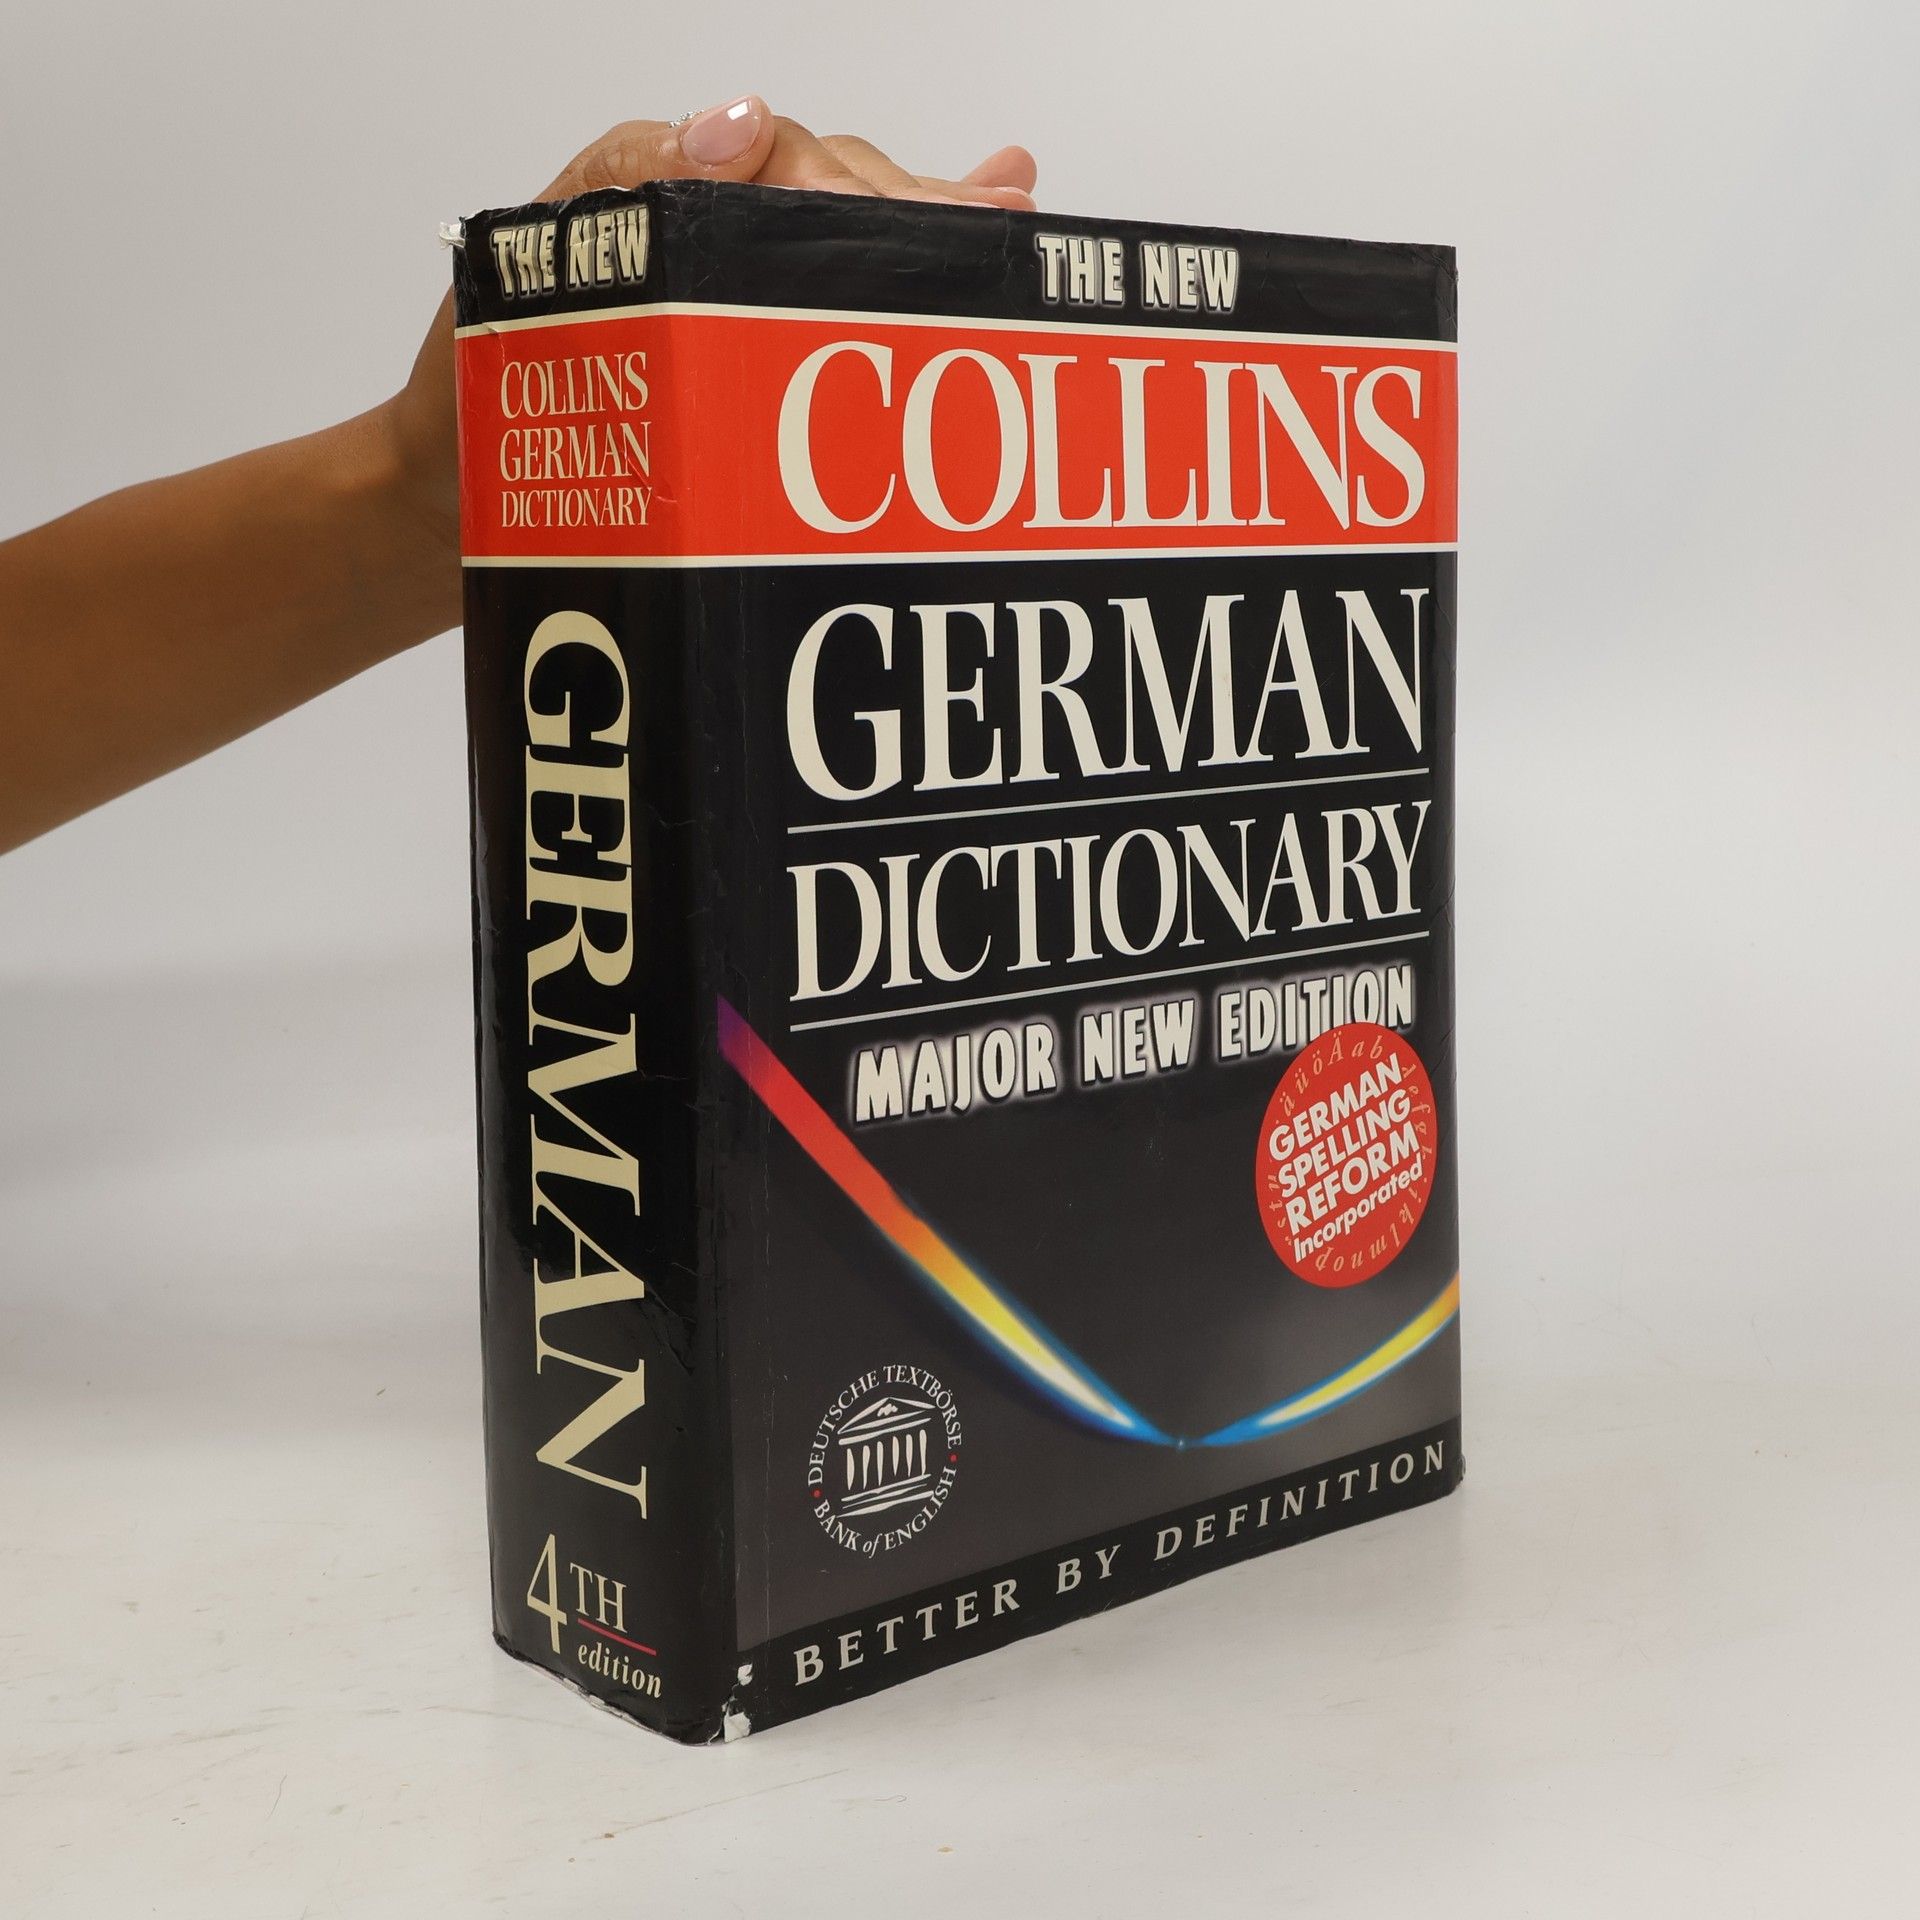 THE NEW
COLLINS
GERMAN
DICTIONARY
GERMAN
4TH
edition
THE NEW
COLLINS
GERMAN
DICTIONARY
MAJOR NEW EDITION
GERMAN
SPELLING
REFORM
Incorporated
DEUTSCHE TEXTBÖRSE
BANK of ENGLISH
BETTER BY DEFINITION